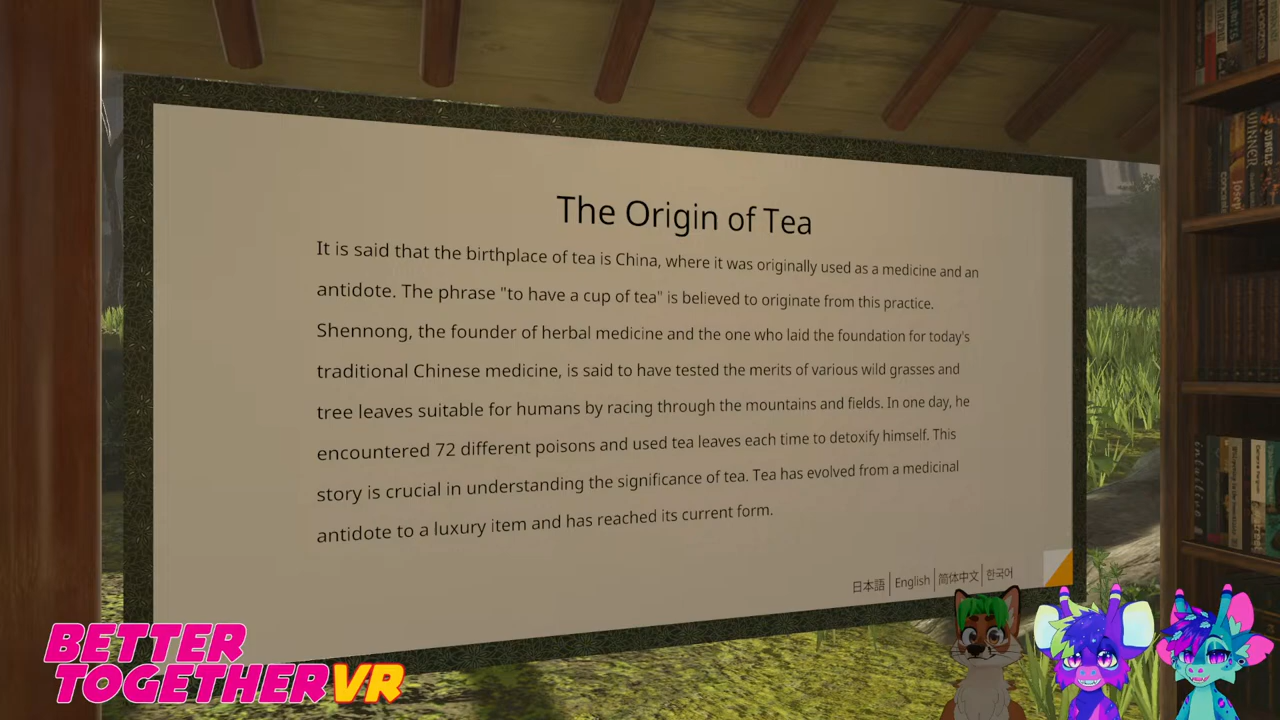 The Origin of Tea
It is said that the birthplace of tea is China, where it was originally used as a medicine and an
antidote. The phrase "to have a cup of tea" is believed to originate from this practice.
Shennong, the founder of herbal medicine and the one who laid the foundation for today's
traditional Chinese medicine, is said to have tested the merits of various wild grasses and
tree leaves suitable for humans by racing through the mountains and fields. In one day, he
encountered 72 different poisons and used tea leaves each time to detoxify himself. This
story is crucial in understanding the significance of tea. Tea has evolved from a medicinal
antidote to a luxury item and has reached its current form.
日本語 | English | 简体中文 | 한국어
BETTER
TOGETHER VR